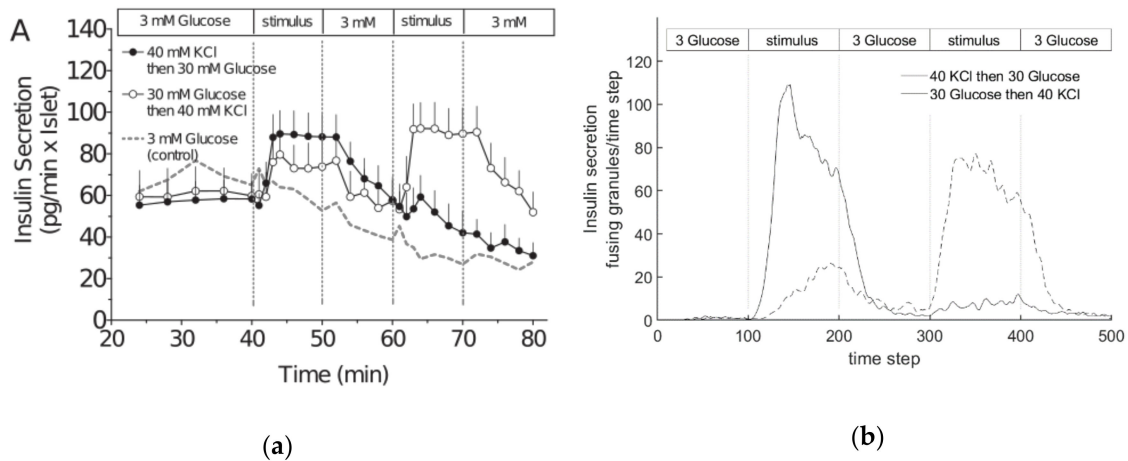 A
3 mM Glucose stimulus 3 mM stimulus 3 mM
140
120
100
80
60
40
20
0
40 mM KCl
then 30 mM Glucose
30 mM Glucose
then 40 mM KCl
3 mM Glucose
(control)
Insulin Secretion
(pg/min x Islet)
20 30 40 50 60 70 80
Time (min)
(a)
3 Glucose stimulus 3 Glucose stimulus 3 Glucose
120
100
80
60
40
20
0
40 KCl then 30 Glucose
30 Glucose then 40 KCl
Insulin secretion
fusing granules/time step
0 100 200 300 400 500
time step
(b)